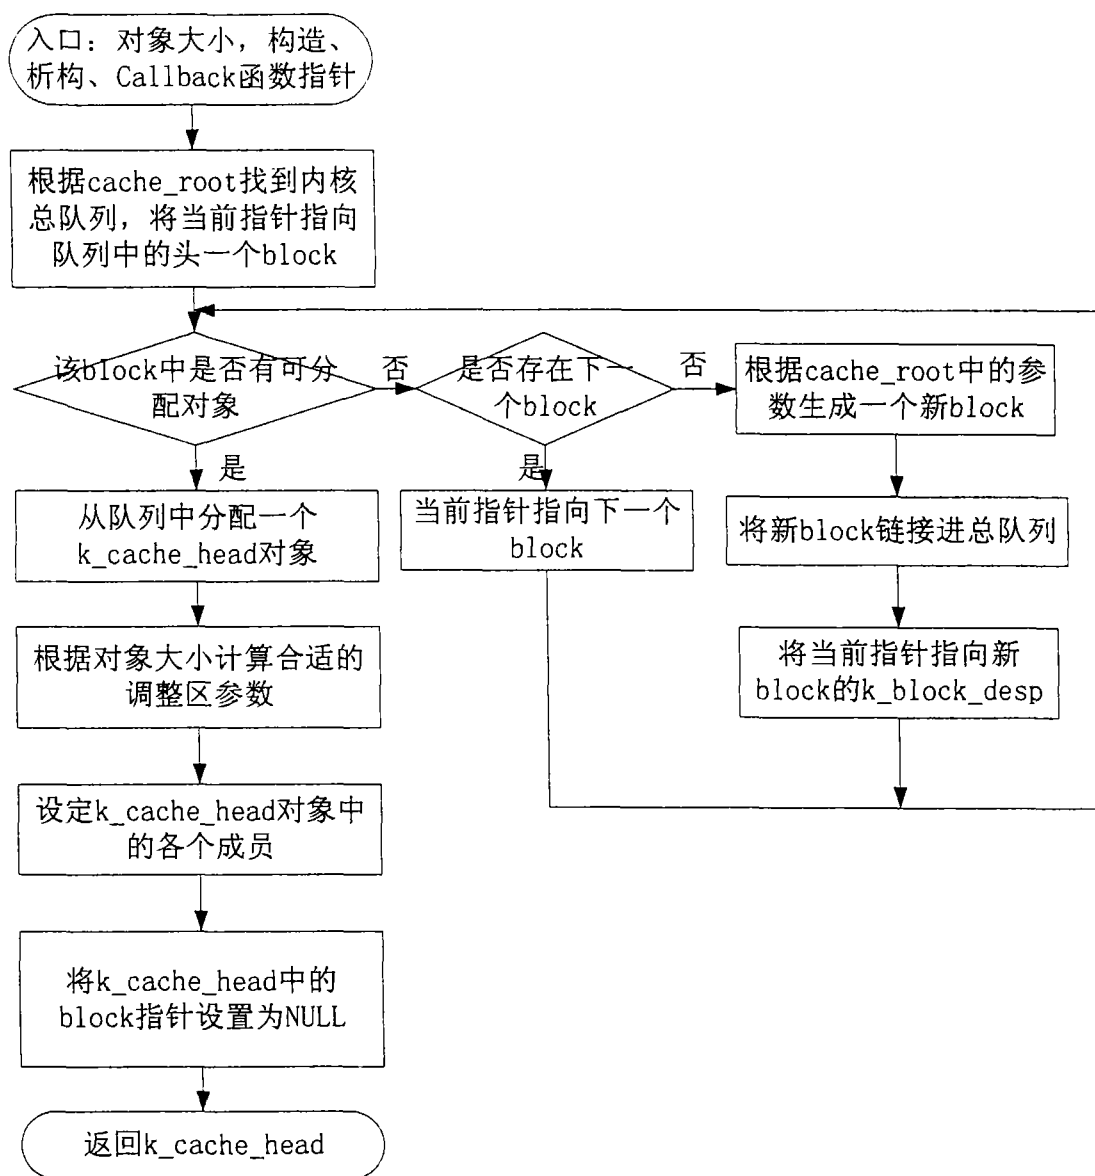 入口：对象大小，构造、
析构、Callback函数指针
根据cache_root找到内核
总队列，将当前指针指向
队列中的头一个block
该block中是否有可分
配对象
否
是否存在下一
个block
否
根据cache_root中的参
数生成一个新block
是
是
从队列中分配一个
k_cache_head对象
当前指针指向下一个
block
将新block链接进总队列
根据对象大小计算合适的
调整区参数
将当前指针指向新
block的k_block_desp
设定k_cache_head对象中
的各个成员
将k_cache_head中的
block指针设置为NULL
返回k_cache_head